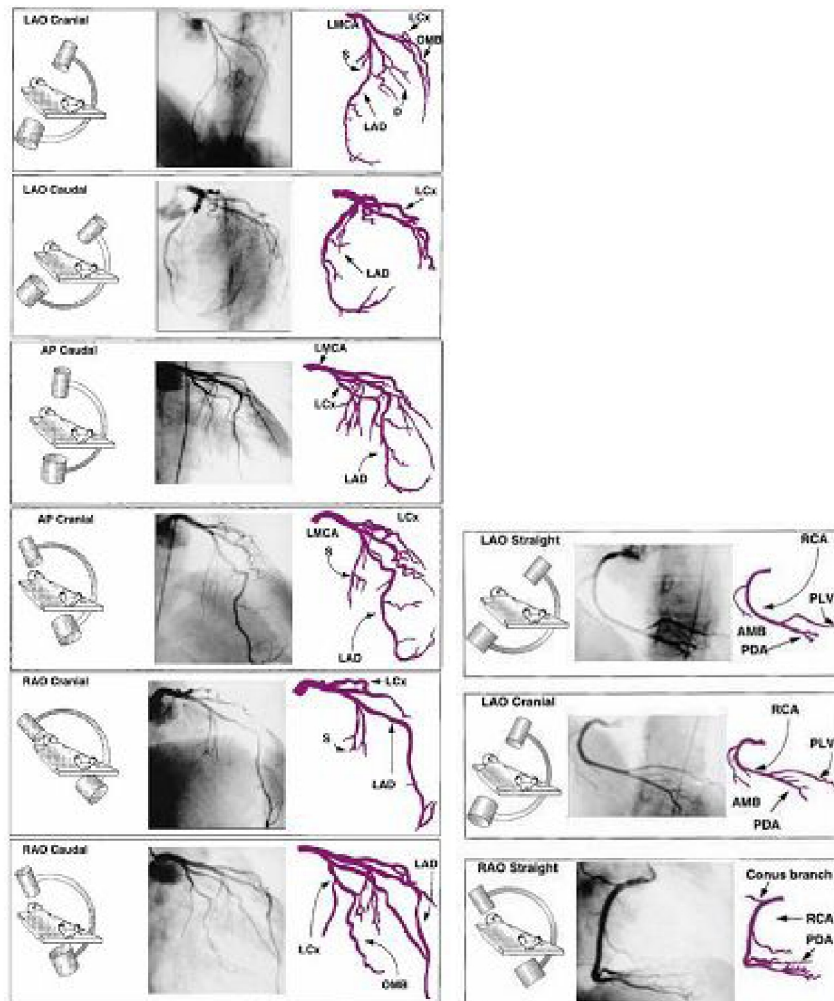 LAO Cranial
LMCA
LCx
OMB
S
D
LAD
LAO Caudal
LCx
LAD
AP Caudal
LMCA
LCx
LAD
AP Cranial
LMCA
LCx
S
LAD
RAO Cranial
LCx
S
LAD
RAO Caudal
LAD
LCx
OMB
LAO Straight
RCA
PLV
AMB
PDA
LAO Cranial
RCA
PLV
AMB
PDA
RAO Straight
Conus branch
RCA
PDA